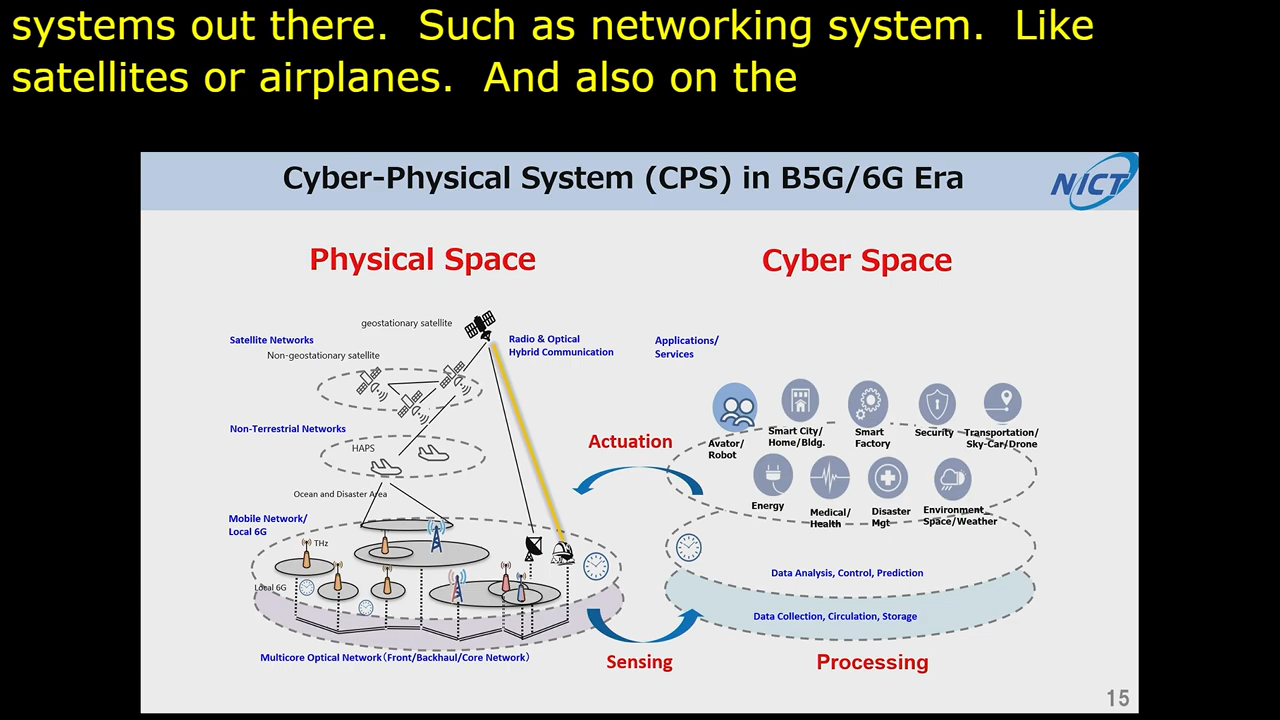 systems out there.  Such as networking system.  Like
satellites or airplanes.  And also on the
Cyber-Physical System (CPS) in B5G/6G Era
NICT
Physical Space
Cyber Space
geostationary satellite
Satellite Networks
Non-geostationary satellite
Radio & Optical
Hybrid Communication
Applications/
Services
Non-Terrestrial Networks
HAPS
Actuation
Avator/
Robot
Smart City/
Home/Bldg.
Smart
Factory
Security
Transportation/
Sky-Car/Drone
Ocean and Disaster Area
Energy
Medical/
Health
Disaster
Mgt
Environment
Space/Weather
Mobile Network/
Local 6G
THz
Local 6G
Data Analysis, Control, Prediction
Data Collection, Circulation, Storage
Multicore Optical Network(Front/Backhaul/Core Network)
Sensing
Processing
15